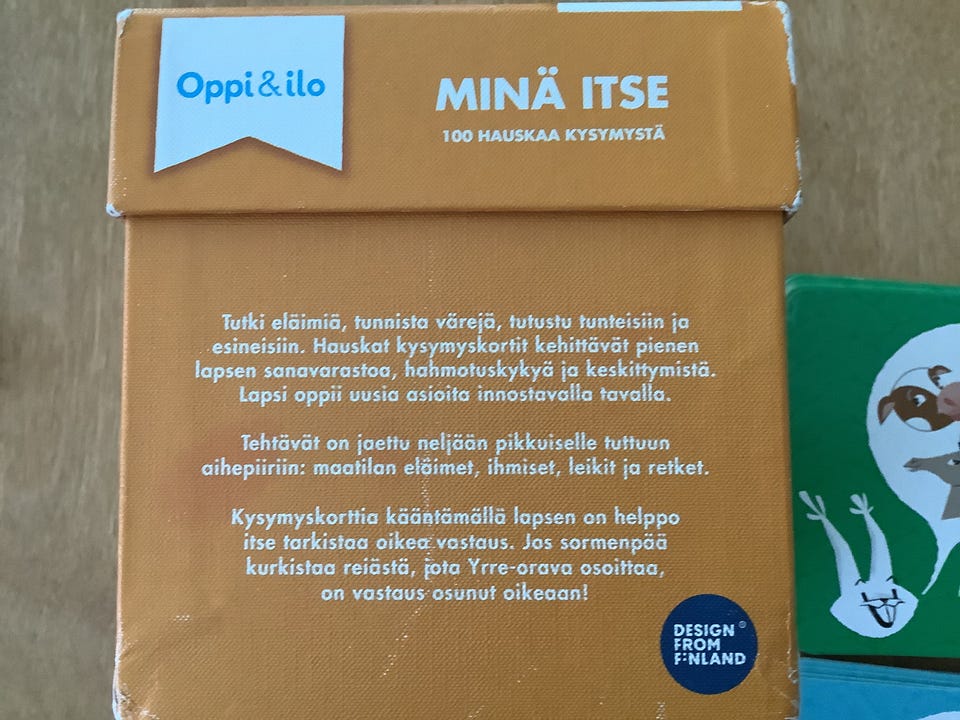 Oppi&ilo
MINÄ ITSE
100 HAUSKAA KYSYMYSTÄ
Tutki eläimiä, tunnista värejä, tutustu tunteisiin ja
esineisiin. Hauskat kysymyskortit kehittävät pienen
lapsen sanavarastoa, hahmotuskykyä ja keskittymistä.
Lapsi oppii uusia asioita innostavalla tavalla.
Tehtävät on jaettu neljään pikkuiselle tuttuun
aihepiiriin: maatilan eläimet, ihmiset, leikit ja retket.
Kysymyskorttia kääntämällä lapsen on helppo
itse tarkistaa oikea vastaus. Jos sormenpää
kurkistaa reiästä, jota Yrre-orava osoittaa,
on vastaus osunut oikeaan!
DESIGN ®
FROM
FINLAND